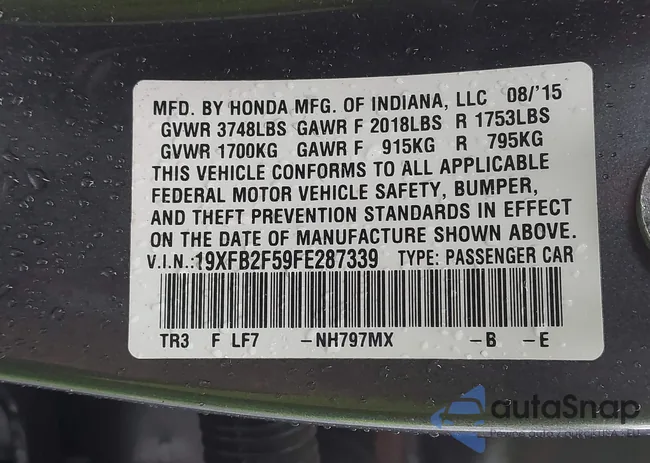 MFD. BY HONDA MFG. OF INDIANA, LLC 08/'15
GVWR 3748LBS GAWR F 2018LBS R 1753LBS
GVWR 1700KG GAWR F 915KG R 795KG
THIS VEHICLE CONFORMS TO ALL APPLICABLE
FEDERAL MOTOR VEHICLE SAFETY, BUMPER,
AND THEFT PREVENTION STANDARDS IN EFFECT
ON THE DATE OF MANUFACTURE SHOWN ABOVE.
V.I.N.:19XFB2F59FE287339 TYPE: PASSENGER CAR
TR3 F LF7 -NH797MX -B -E
autaSnap